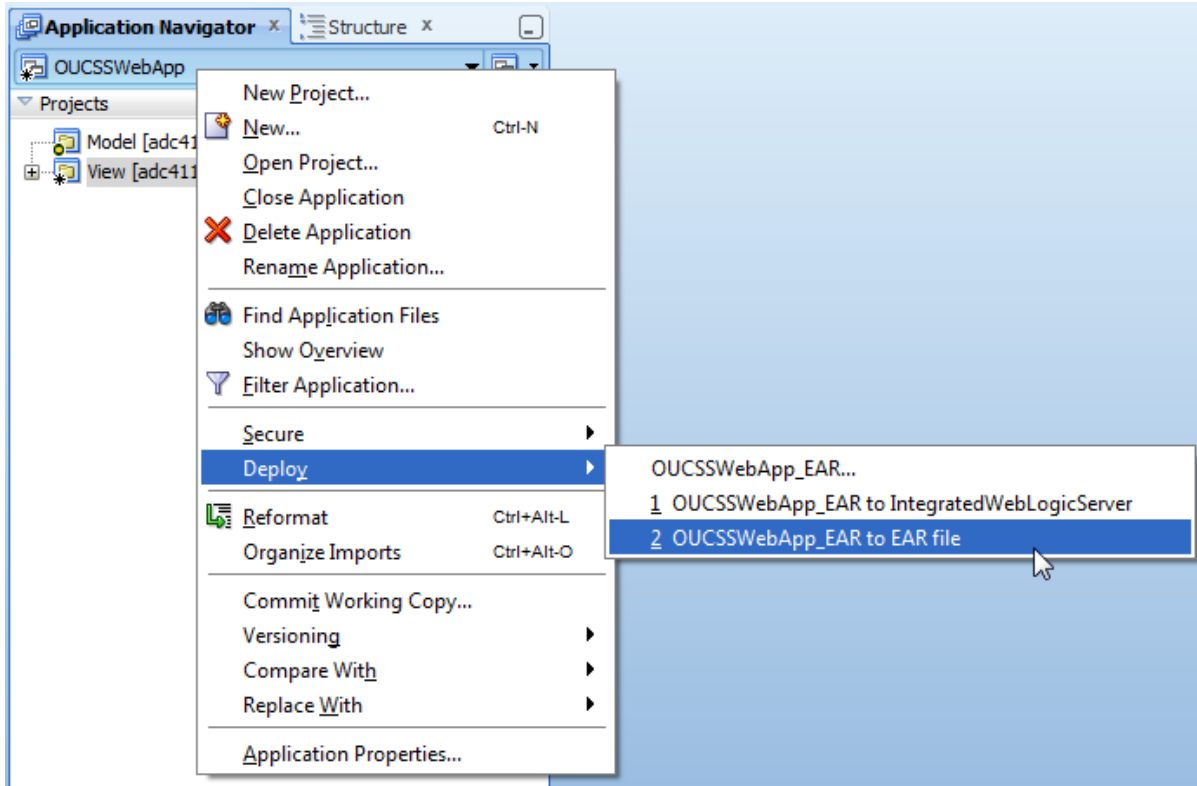 Application Navigator x Structure x
OUCSSWebApp
Projects
Model [adc41
View [adc411
New Project...
New... Ctrl-N
Open Project...
Close Application
Delete Application
Rename Application...
Find Application Files
Show Overview
Filter Application...
Secure
Deploy
OUCSSWebApp_EAR...
1 OUCSSWebApp_EAR to IntegratedWebLogicServer
2 OUCSSWebApp_EAR to EAR file
Reformat Ctrl+Alt-L
Organize Imports Ctrl+Alt-O
Commit Working Copy...
Versioning
Compare With
Replace With
Application Properties...